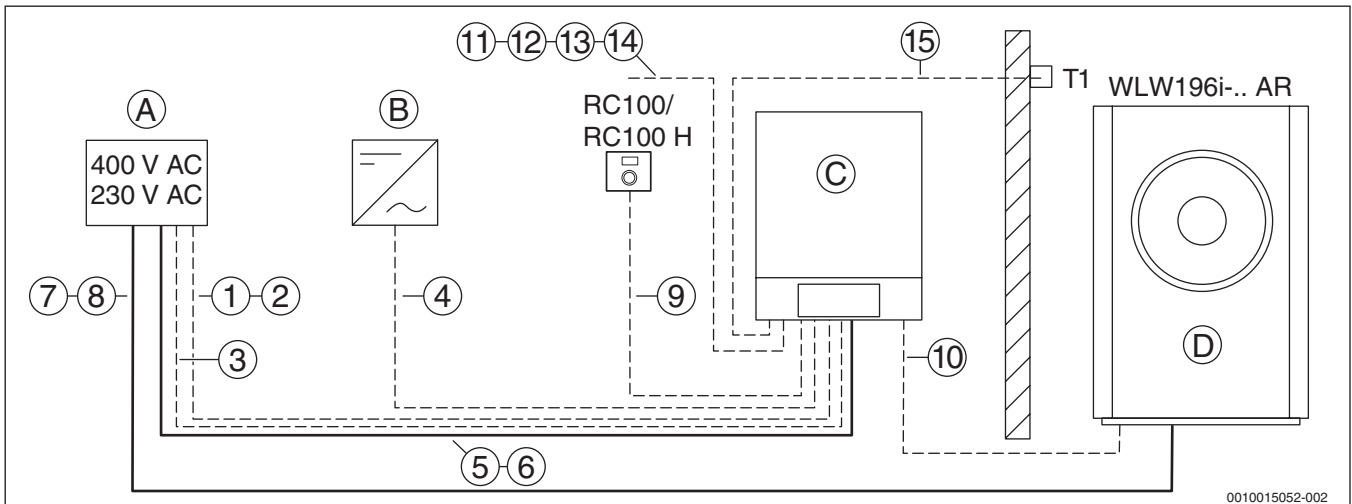 11 12 13 14
15
T1
WLW196i-.. AR
RC100/
RC100 H
A
B
400 V AC
230 V AC
C
7 8
1 2
4
9
3
10
D
5 6
0010015052-002